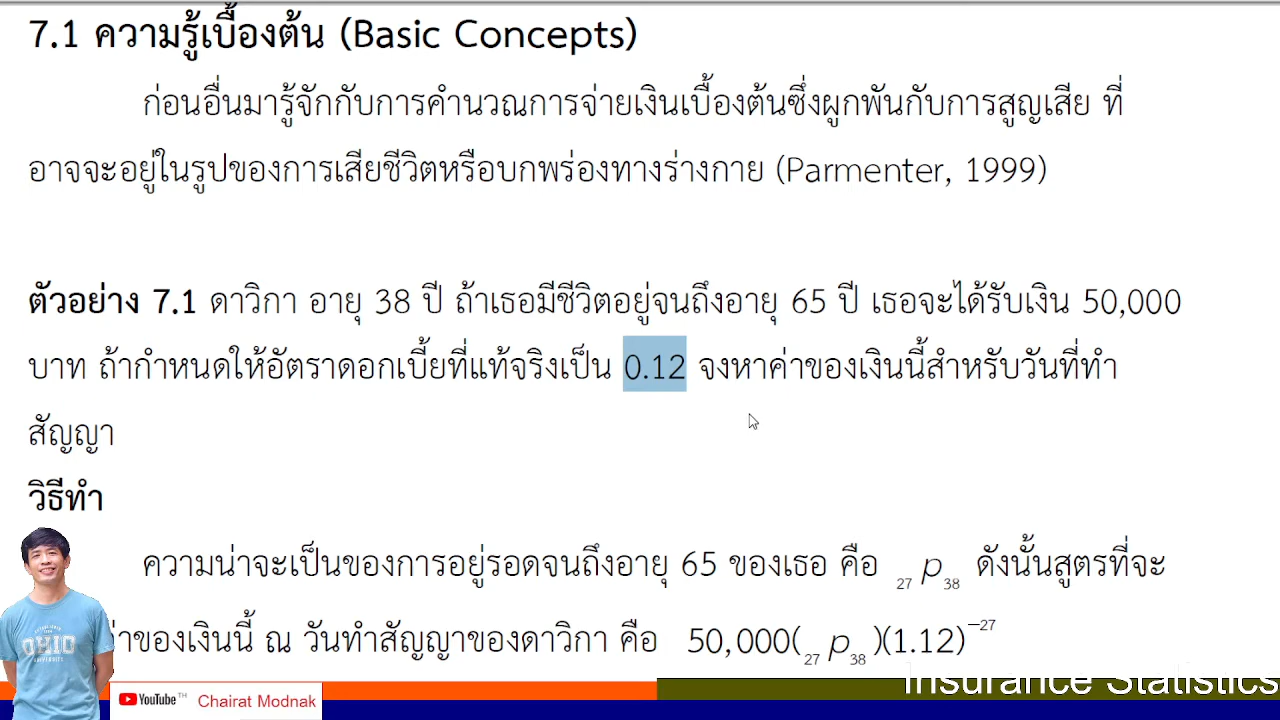 7.1 ความรู้เบื้องต้น (Basic Concepts)
ก่อนอื่นมารู้จักกับการคำนวณการจ่ายเงินเบื้องต้นซึ่งผูกพันกับการสูญเสีย ที่
อาจจะอยู่ในรูปของการเสียชีวิตหรือบกพร่องทางร่างกาย (Parmenter, 1999)
ตัวอย่าง 7.1 ดาวิกา อายุ 38 ปี ถ้าเธอมีชีวิตอยู่จนถึงอายุ 65 ปี เธอจะได้รับเงิน 50,000
บาท ถ้ากำหนดให้อัตราดอกเบี้ยที่แท้จริงเป็น 0.12 จงหาค่าของเงินนี้สำหรับวันที่ทำ
สัญญา
วิธีทำ
ความน่าจะเป็นของการอยู่รอดจนถึงอายุ 65 ของเธอ คือ ₂₇p₃₈ ดังนั้นสูตรที่จะ
ค่าของเงินนี้ ณ วันทำสัญญาของดาวิกา คือ 50,000(₂₇p₃₈)(1.12)⁻²⁷
OHIO
UNIVERSITY
YouTube TH Chairat Modnak
Insurance Statistics